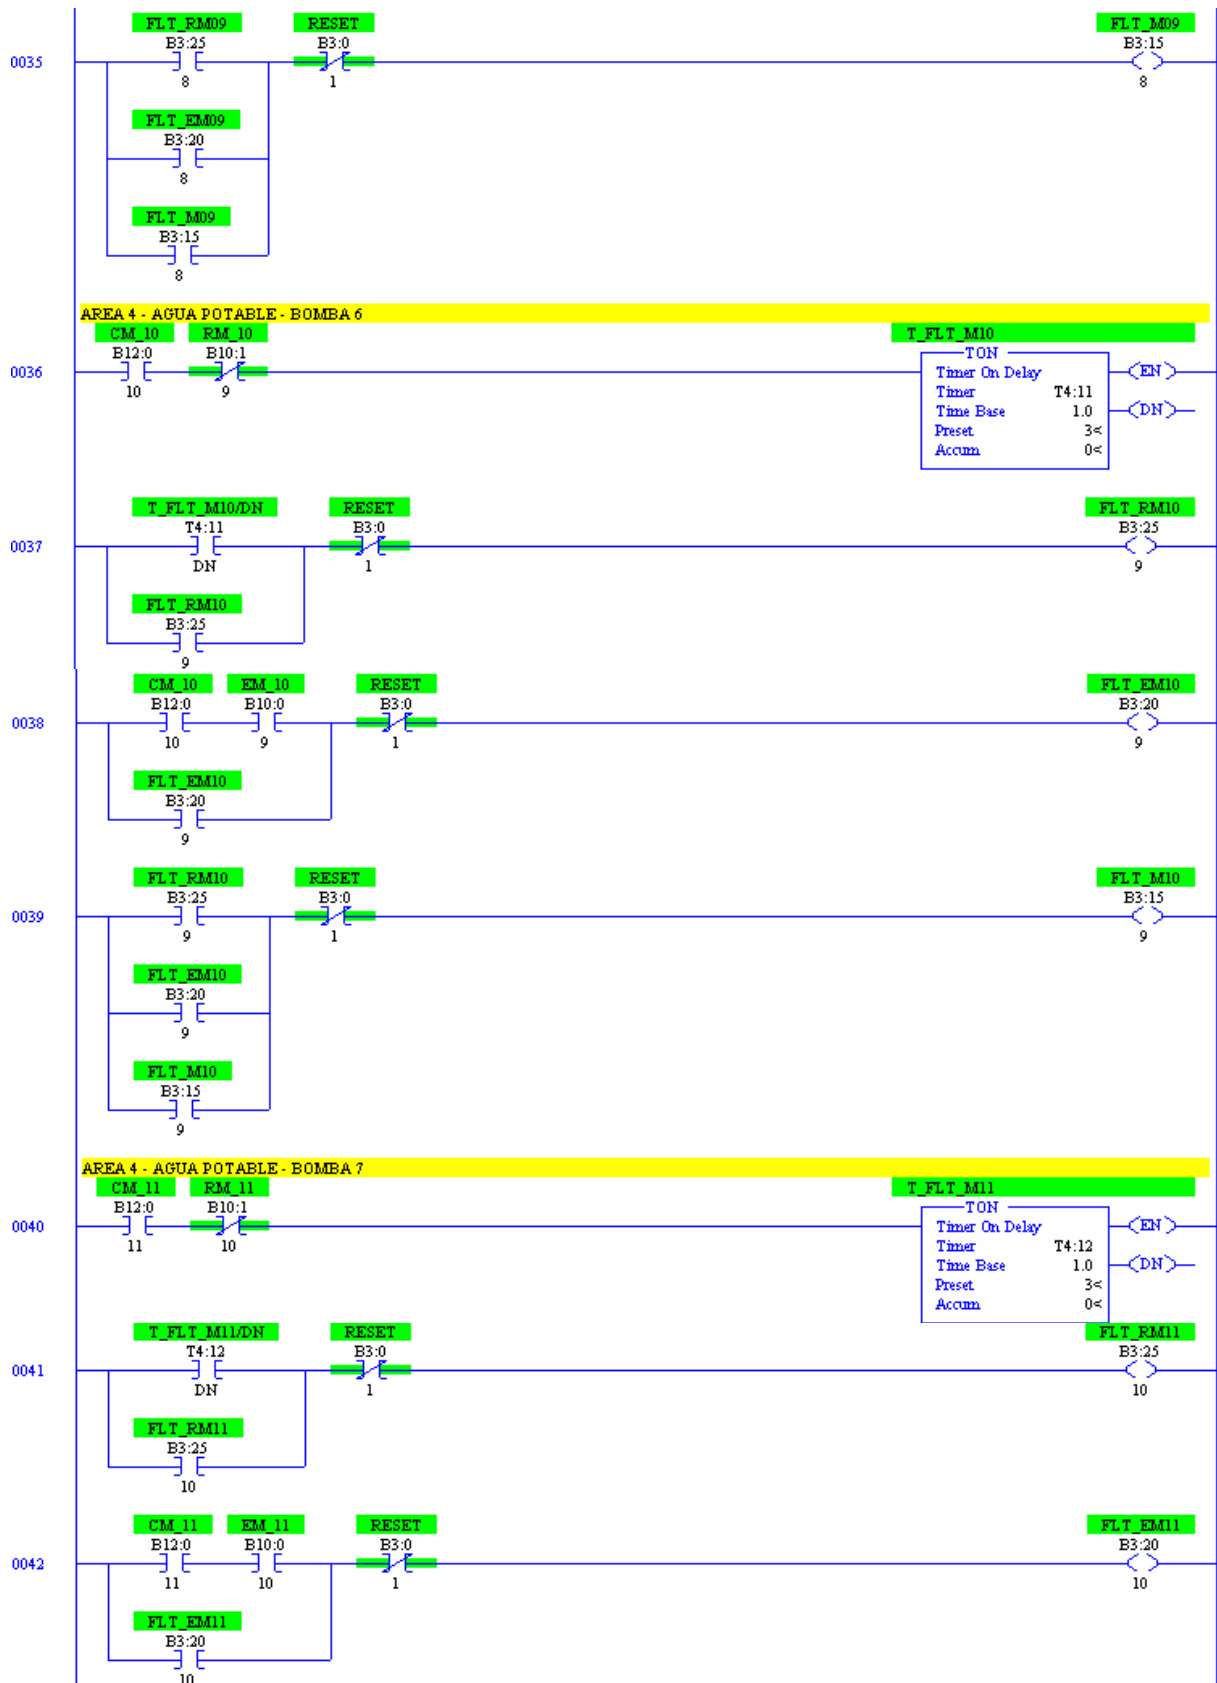 FLT_RM09 RESET FLT_M09
B3:25 B3:0 B3:15
0035
8 1 8
FLT_EM09
B3:20
8
FLT_M09
B3:15
8
AREA 4 - AGUA POTABLE - BOMBA 6
CM_10 RM_10 T_FLT_M10
B12:0 B10:1 TON
0036 Timer On Delay EN
10 9 Timer T4:11
Time Base 1.0 DN
Preset 3<
Accum 0<
T_FLT_M10/DN RESET FLT_RM10
T4:11 B3:0 B3:25
0037
DN 1 9
FLT_RM10
B3:25
9
CM_10 EM_10 RESET FLT_EM10
B12:0 B10:0 B3:0 B3:20
0038
10 9 1 9
FLT_EM10
B3:20
9
FLT_RM10 RESET FLT_M10
B3:25 B3:0 B3:15
0039
9 1 9
FLT_EM10
B3:20
9
FLT_M10
B3:15
9
AREA 4 - AGUA POTABLE - BOMBA 7
CM_11 RM_11 T_FLT_M11
B12:0 B10:1 TON
0040 Timer On Delay EN
11 10 Timer T4:12
Time Base 1.0 DN
Preset 3<
Accum 0<
T_FLT_M11/DN RESET FLT_RM11
T4:12 B3:0 B3:25
0041
DN 1 10
FLT_RM11
B3:25
10
CM_11 EM_11 RESET FLT_EM11
B12:0 B10:0 B3:0 B3:20
0042
11 10 1 10
FLT_EM11
B3:20
10